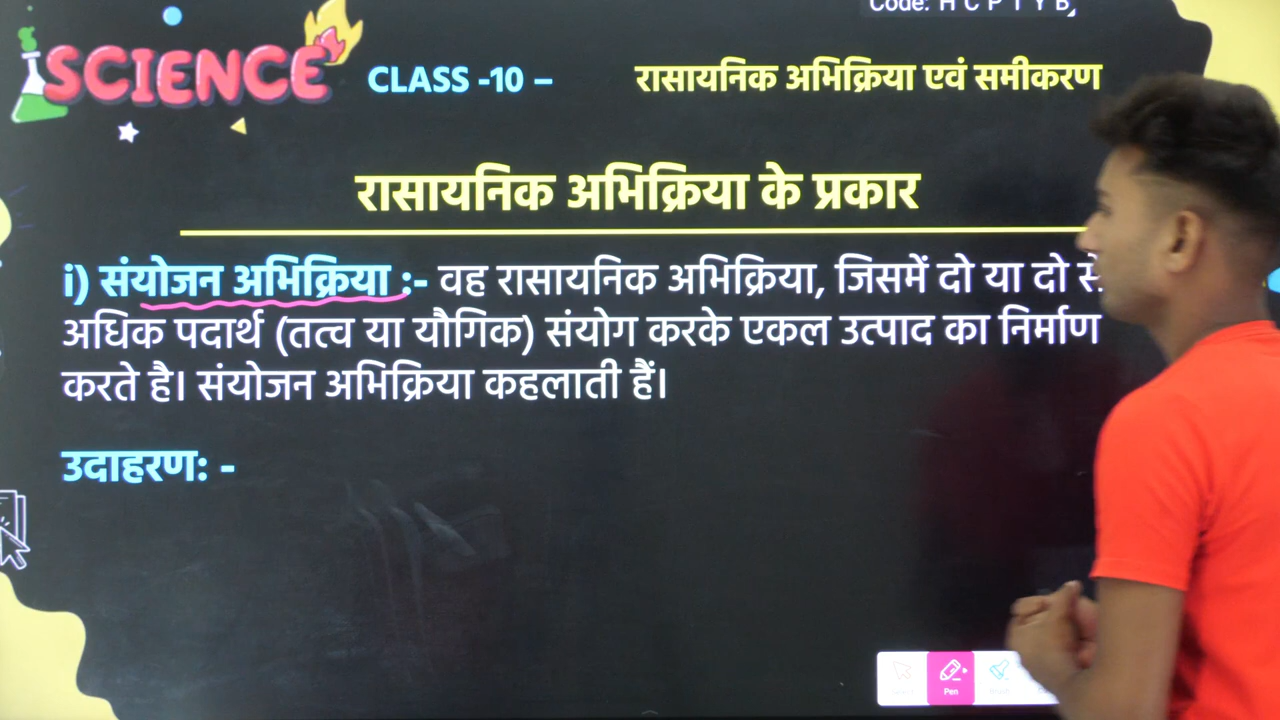 Code: H C P T Y B
SCIENCE
CLASS -10 –
रासायनिक अभिक्रिया एवं समीकरण
रासायनिक अभिक्रिया के प्रकार
i) संयोजन अभिक्रिया :- वह रासायनिक अभिक्रिया, जिसमें दो या दो से
अधिक पदार्थ (तत्व या यौगिक) संयोग करके एकल उत्पाद का निर्माण
करते है। संयोजन अभिक्रिया कहलाती हैं।
उदाहरण: -
Pen